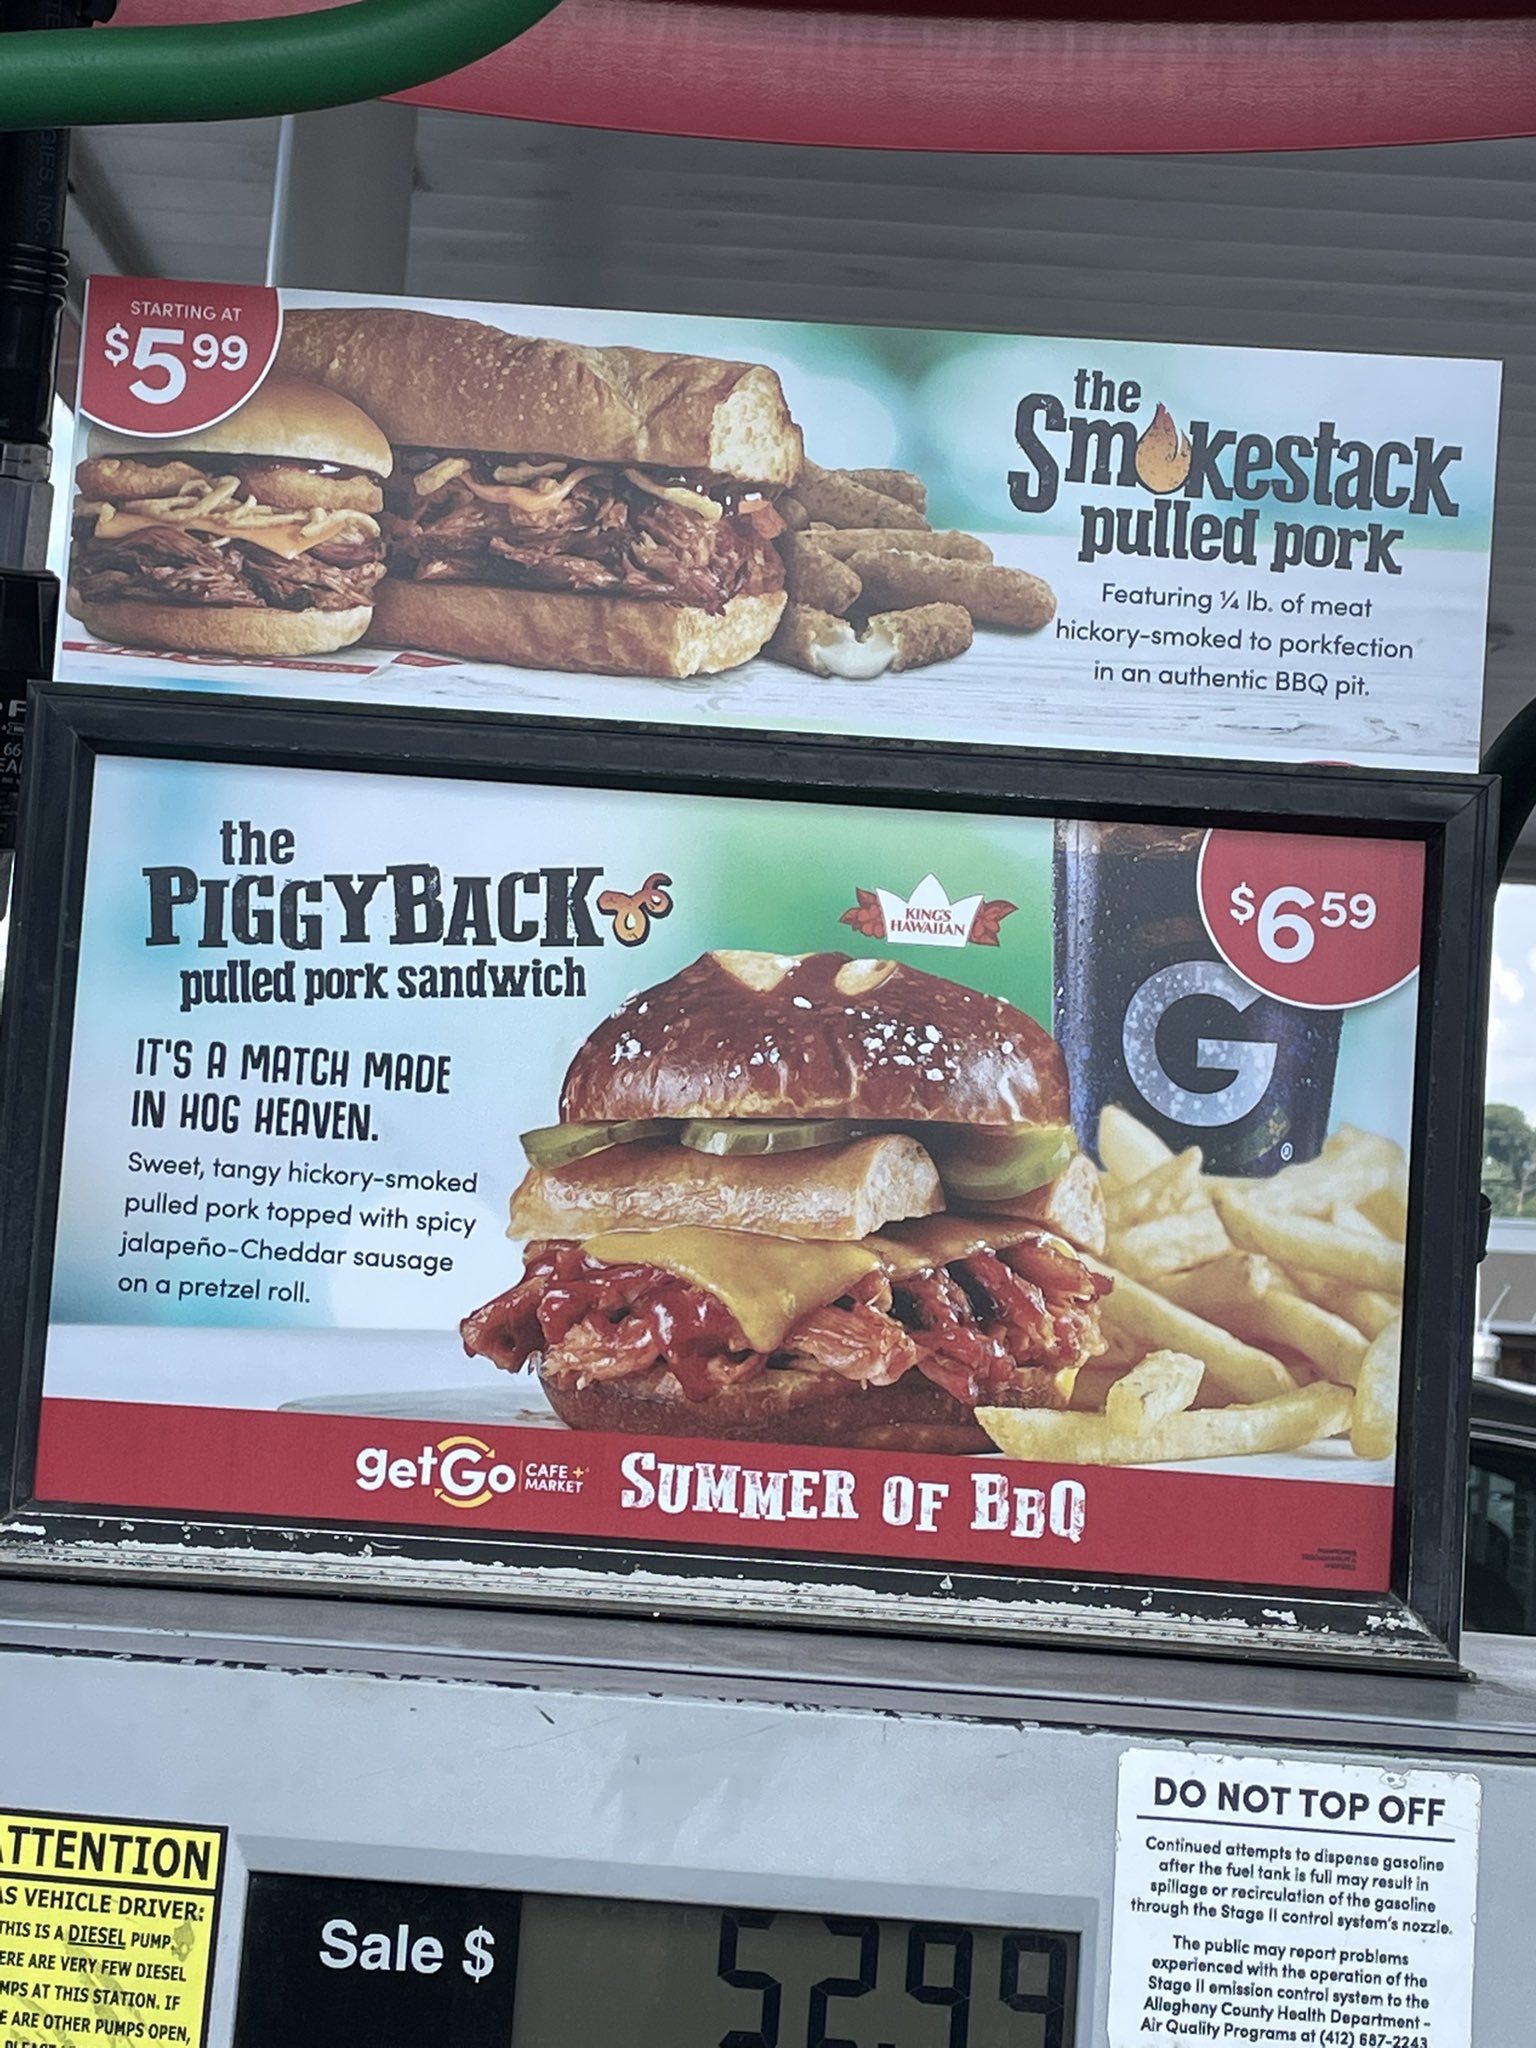 STARTING AT
$5.99
the
Smokestack
pulled pork
Featuring ¼ lb. of meat
hickory-smoked to porkfection
in an authentic BBQ pit.
the
PIGGYBACK
pulled pork sandwich
IT'S A MATCH MADE
IN HOG HEAVEN.
Sweet, tangy hickory-smoked
pulled pork topped with spicy
jalapeño-Cheddar sausage
on a pretzel roll.
KING'S
HAWAIIAN
$6.59
G
®
getGo CAFE +
MARKET
SUMMER OF BBQ
ATTENTION
AS VEHICLE DRIVER:
THIS IS A DIESEL PUMP.
ERE ARE VERY FEW DIESEL
MPS AT THIS STATION. IF
E ARE OTHER PUMPS OPEN,
Sale $
52.99
DO NOT TOP OFF
Continued attempts to dispense gasoline
after the fuel tank is full may result in
spillage or recirculation of the gasoline
through the Stage II control system's nozzle.
The public may report problems
experienced with the operation of the
Stage II emission control system to the
Allegheny County Health Department -
Air Quality Programs at (412) 687-2243.